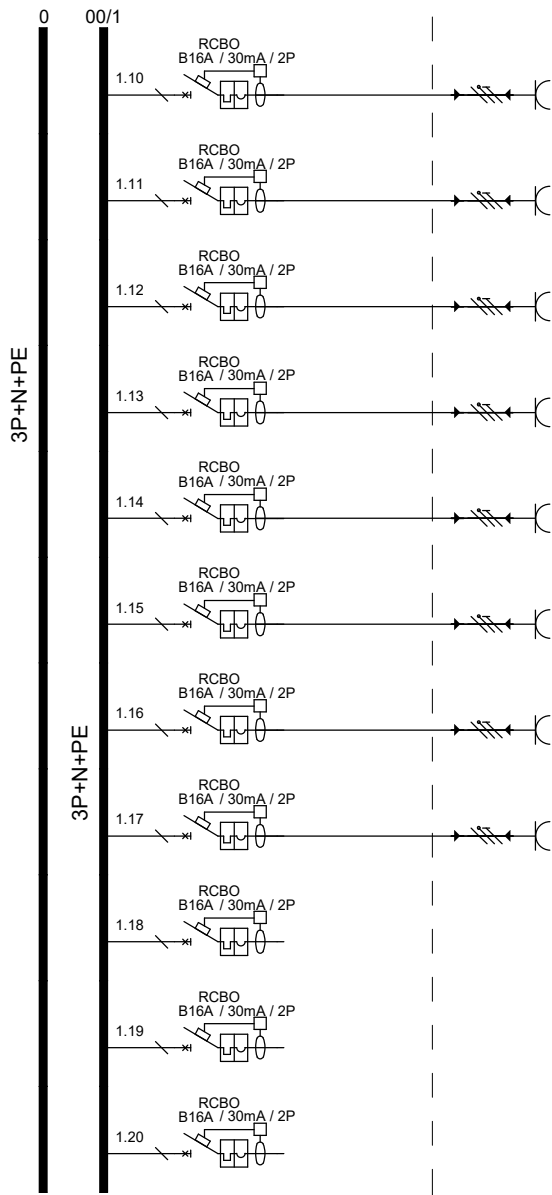 0 00/1
RCBO
B16A / 30mA / 2P
1.10
RCBO
B16A / 30mA / 2P
1.11
RCBO
B16A / 30mA / 2P
1.12
RCBO
B16A / 30mA / 2P
1.13
3P+N+PE
RCBO
B16A / 30mA / 2P
1.14
RCBO
B16A / 30mA / 2P
1.15
RCBO
B16A / 30mA / 2P
1.16
3P+N+PE
RCBO
B16A / 30mA / 2P
1.17
RCBO
B16A / 30mA / 2P
1.18
RCBO
B16A / 30mA / 2P
1.19
RCBO
B16A / 30mA / 2P
1.20